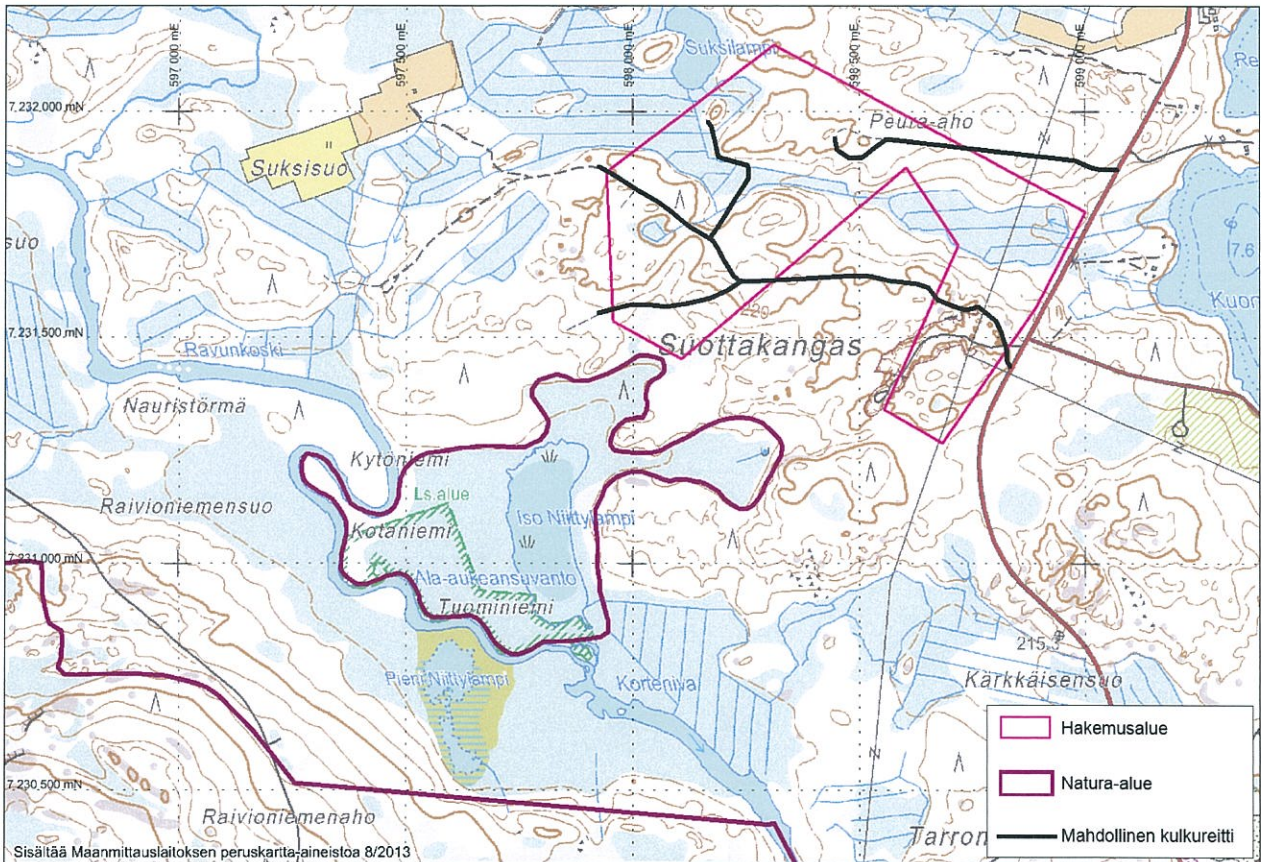 597 000 mE
597 500 mE
598 000 mE
598 500 mE
599 000 mE
Suksilampi
7 232 000 mN
Peura-aho
Suksisuo
suo
17.6
Kuon
220
7 231 500 mN
Suottakangas
Ravunkoski
Nauristörmä
Kytöniemi
Raivioniemensuo
Ls.alue
Iso Niittylampi
Kotaniemi
7 231 000 mN
Ala-aukeansuvanto
Tuominiemi
215.3
Pieni Niittylampi
Korteniva
Kärkkäisensuo
Hakemusalue
Natura-alue
7 230 500 mN
Raivioniemenaho
Tarron
Mahdollinen kulkureitti
Sisältää Maanmittauslaitoksen peruskartta-aineistoa 8/2013